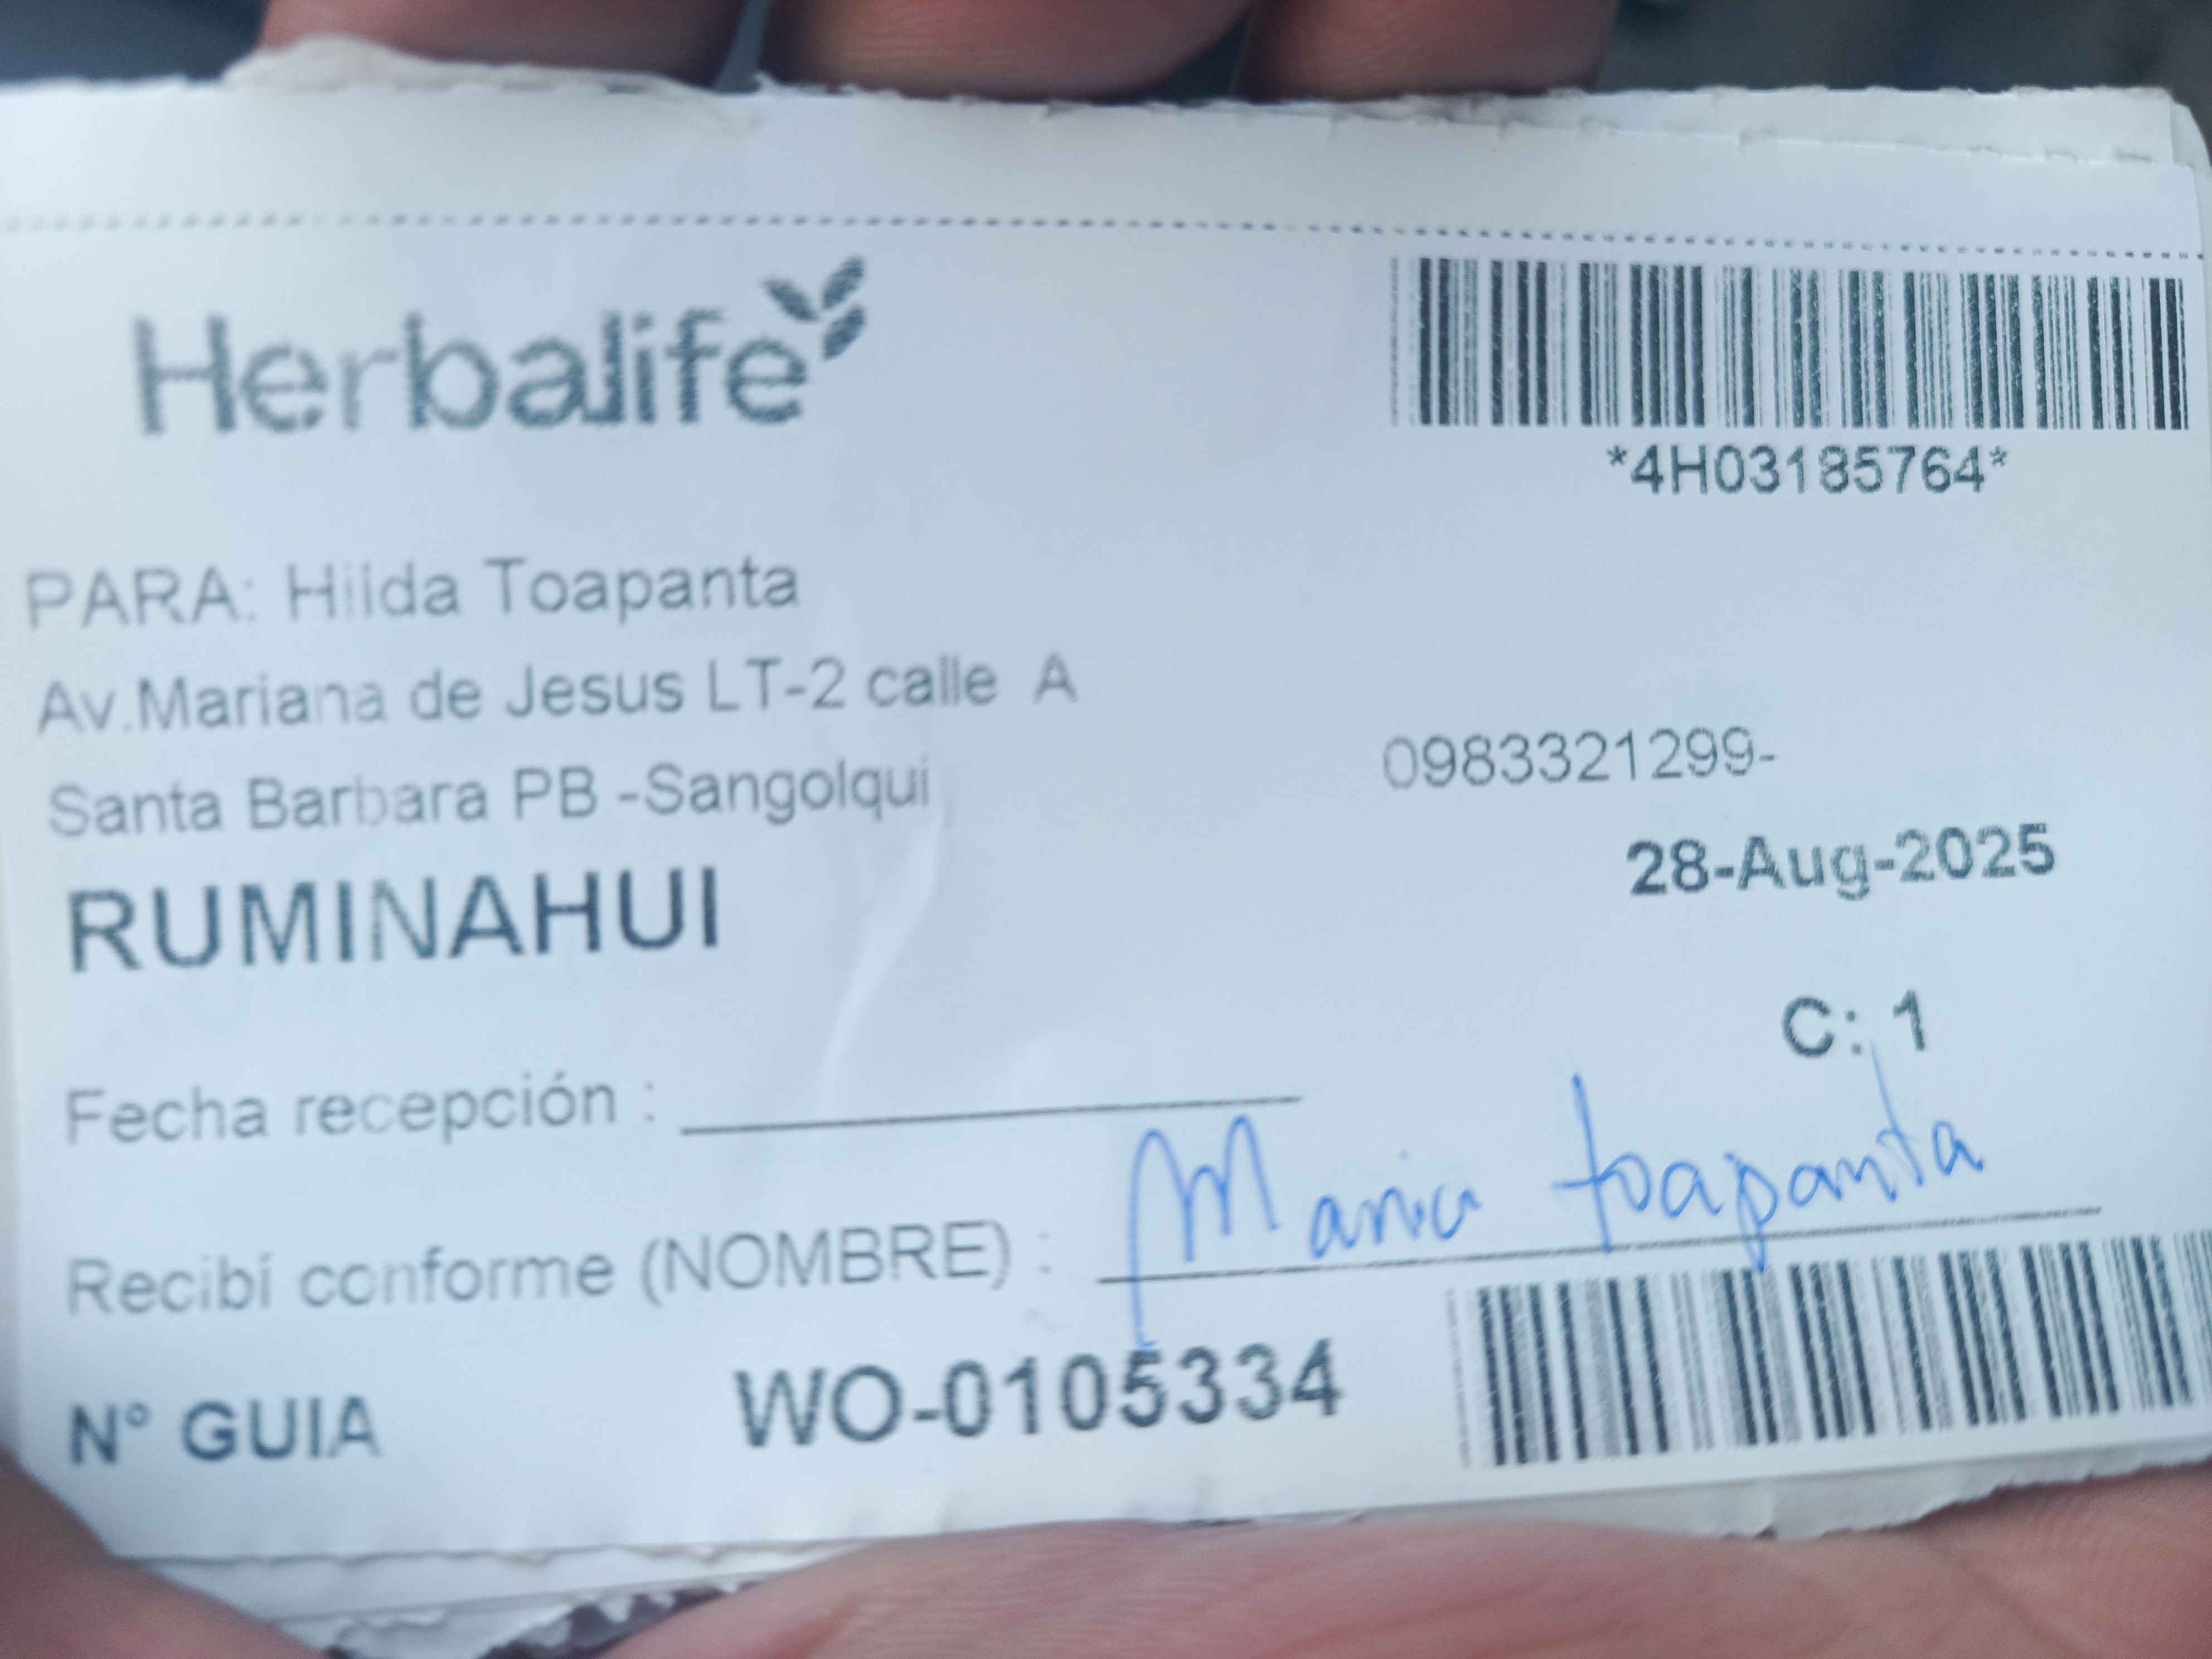 Herbalife
*4H03185764*
PARA: Hilda Toapanta
Av.Mariana de Jesus LT-2 calle A
Santa Barbara PB -Sangolqui
0983321299-
RUMINAHUI
28-Aug-2025
C: 1
Fecha recepción :
Recibí conforme (NOMBRE) : Maria toapanta
N° GUIA WO-0105334